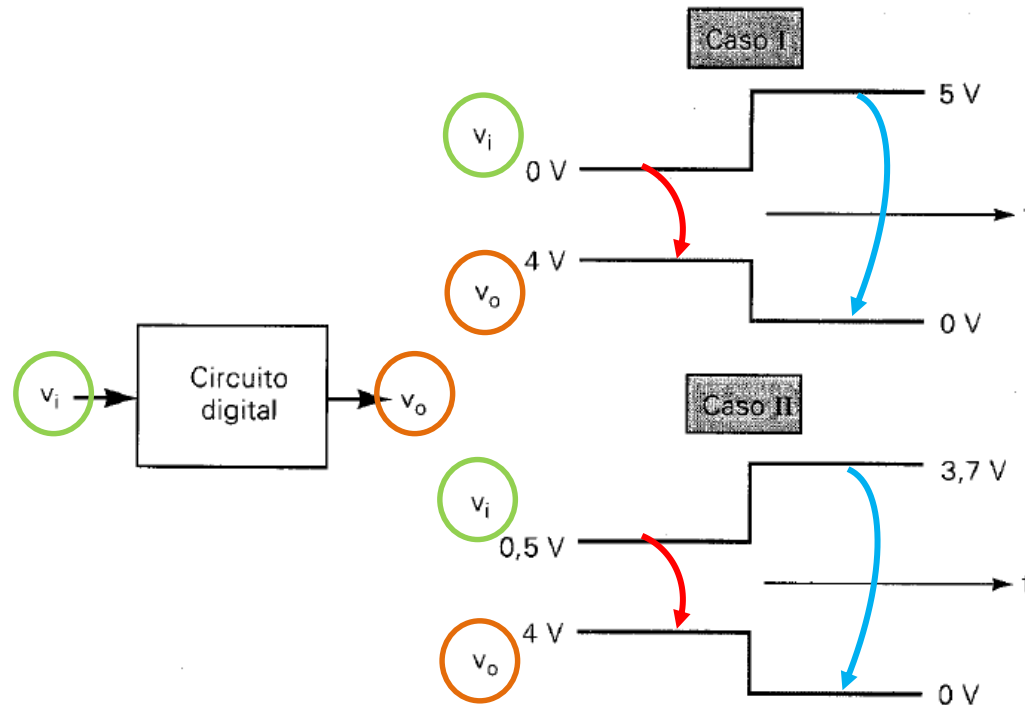 Caso I
5 V
vi
0 V
t
4 V
vo
0 V
vi
Circuito
digital
vo
Caso II
3,7 V
vi
0,5 V
t
4 V
vo
0 V